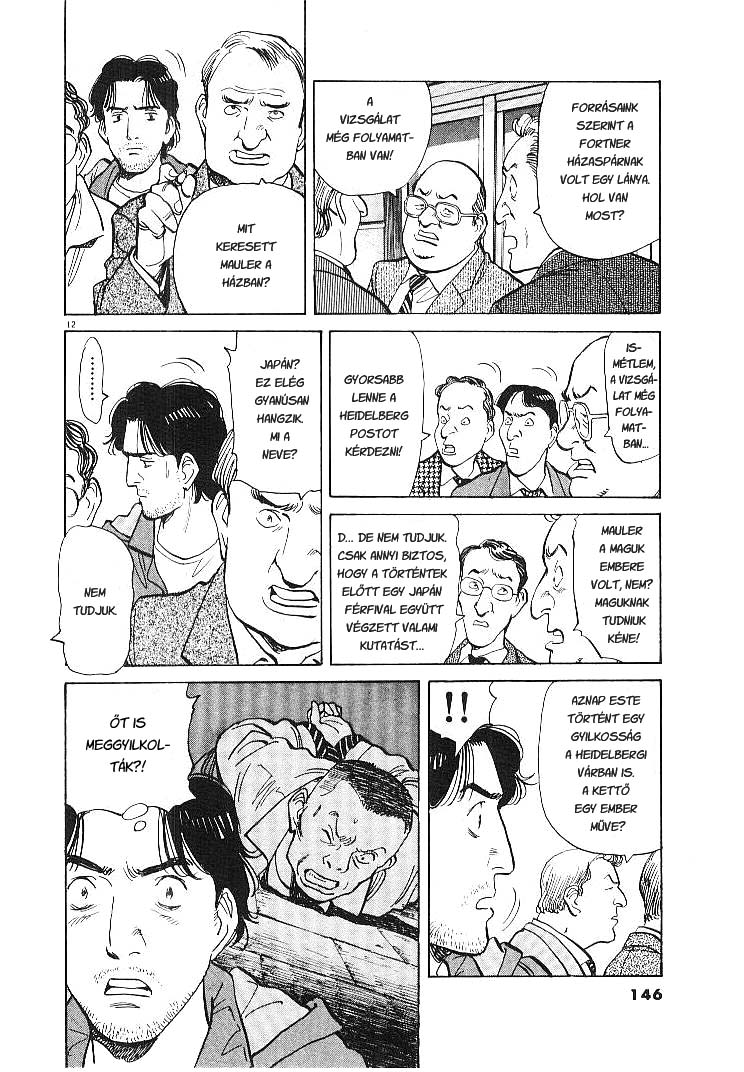 FORRÁSAINK
SZERINT A
FORTNER
HÁZASPÁRNAK
VOLT EGY LÁNYA.
HOL VAN
MOST?
A
VIZSGÁLAT
MÉG FOLYAMAT-
BAN VAN!
MIT
KERESETT
MAULER A
HÁZBAN?
12
IS-
MÉTLEM,
A VIZSGÁ-
LAT MÉG
FOLYA-
MAT-
BAN...
GYORSABB
LENNE A
HEIDELBERG
POSTOT
KÉRDEZNI!
MAULER
A MAGUK
EMBERE
VOLT, NEM?
MAGUKNAK
TUDNIUK
KÉNE!
D... DE NEM TUDJUK.
CSAK ANNYI BIZTOS,
HOGY A TÖRTÉNTEK
ELŐTT EGY JAPÁN
FÉRFIVAL EGYÜTT
VÉGZETT VALAMI
KUTATÁST...
JAPÁN?
EZ ELÉG
GYANÚSAN
HANGZIK.
MI A
NEVE?
........
NEM
TUDJUK.
AZNAP ESTE
TÖRTÉNT EGY
GYILKOSSÁG
A HEIDELBERGI
VÁRBAN IS.
A KETTŐ
EGY EMBER
MŰVE?
!!
ŐT IS
MEGGYILKOL-
TÁK?!
146